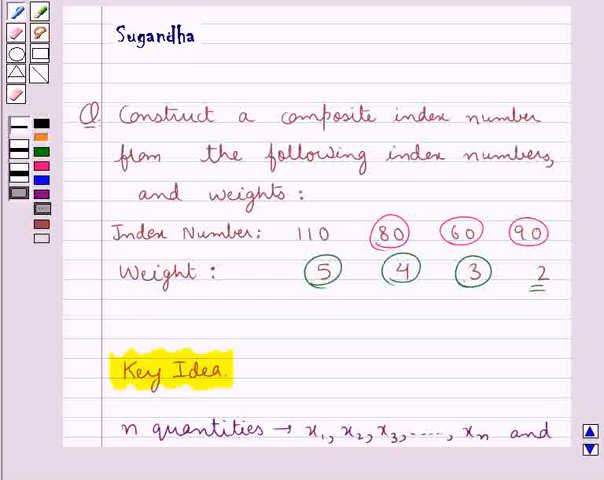 Sugandha
Q. Construct a composite index number
from the following index numbers,
and weights :
Index Number: 110 80 60 90
Weight : 5 4 3 2
Key Idea.
n quantities → x₁, x₂, x₃, ----, xₙ and